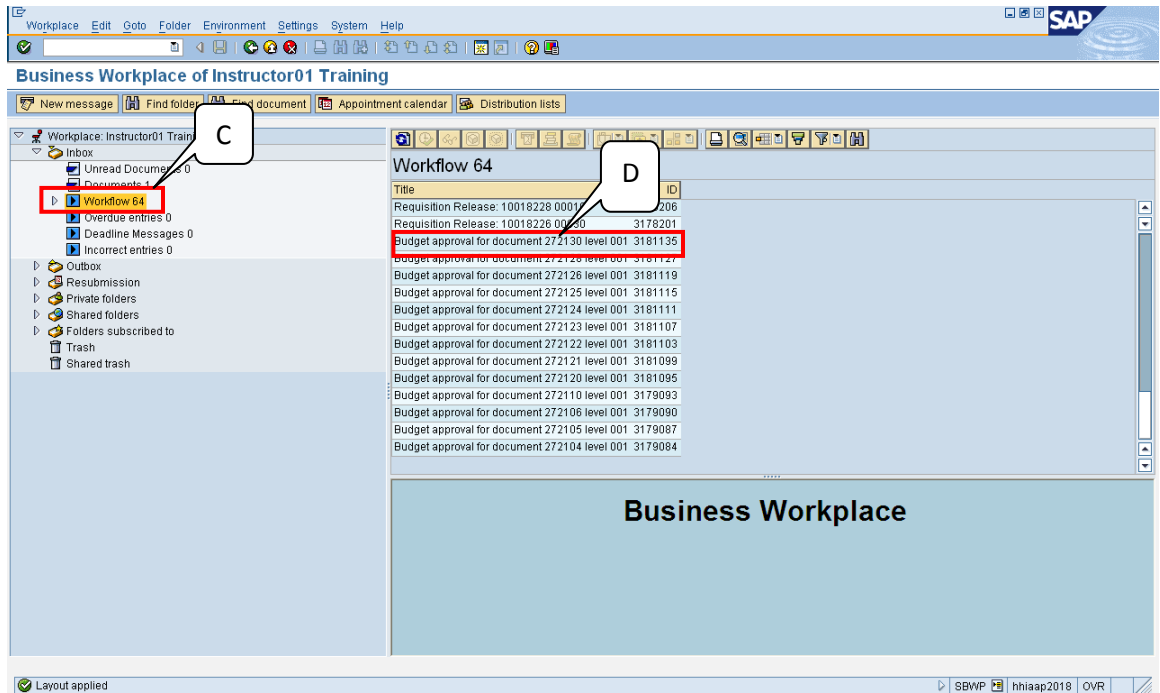 Workplace Edit Goto Folder Environment Settings System Help
SAP
Business Workplace of Instructor01 Training
New message Find folder Find document Appointment calendar Distribution lists
C
D
Workplace: Instructor01
Inbox
Unread Documents 0
Documents 1
Workflow 64
Overdue entries 0
Deadline Messages 0
Incorrect entries 0
Outbox
Resubmission
Private folders
Shared folders
Folders subscribed to
Trash
Shared trash
Workflow 64
Title ID
Requisition Release: 10018228
Requisition Release: 10018226 3178201
Budget approval for document 272130 level 001 3181135
Budget approval for document 272128 level 001 3181127
Budget approval for document 272126 level 001 3181119
Budget approval for document 272125 level 001 3181115
Budget approval for document 272124 level 001 3181111
Budget approval for document 272123 level 001 3181107
Budget approval for document 272122 level 001 3181103
Budget approval for document 272121 level 001 3181099
Budget approval for document 272120 level 001 3181095
Budget approval for document 272110 level 001 3179093
Budget approval for document 272106 level 001 3179090
Budget approval for document 272105 level 001 3179087
Budget approval for document 272104 level 001 3179084
Business Workplace
Layout applied
SBWP hhiaap2018 OVR